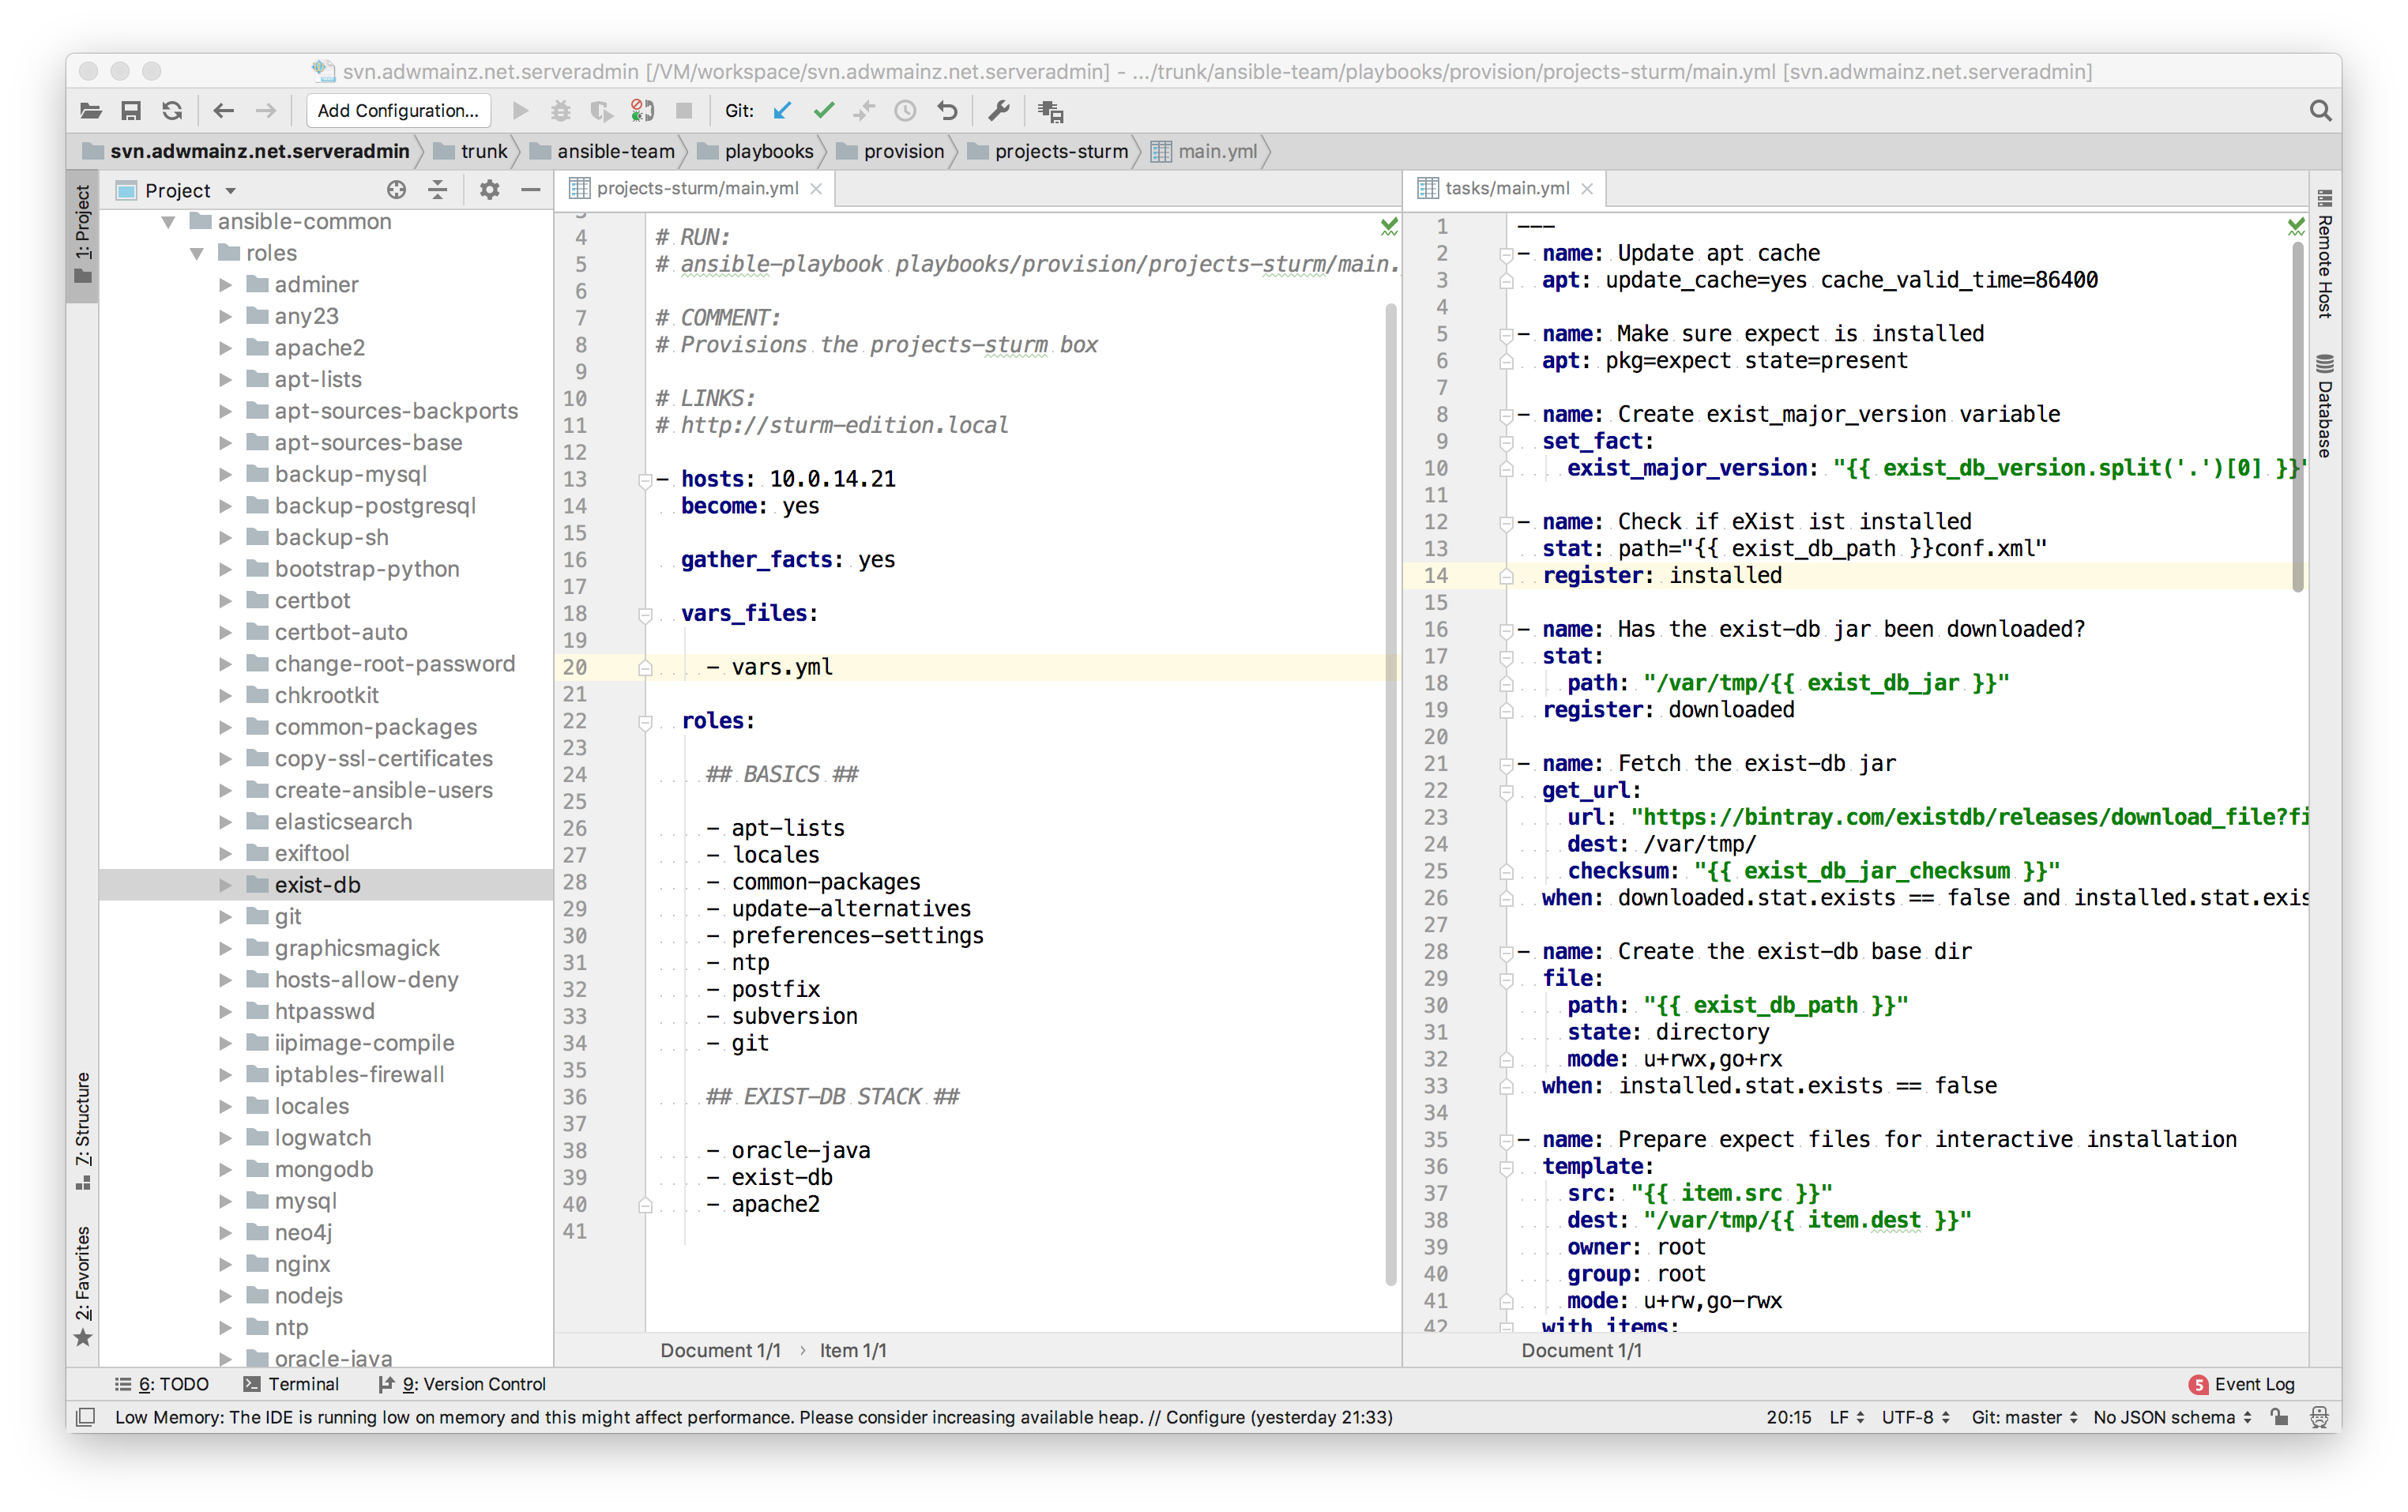 svn.adwmainz.net.serveradmin [/VM/workspace/svn.adwmainz.net.serveradmin] - .../trunk/ansible-team/playbooks/provision/projects-sturm/main.yml [svn.adwmainz.net.serveradmin]
Add Configuration...
Git:
svn.adwmainz.net.serveradmin
trunk
ansible-team
playbooks
provision
projects-sturm
main.yml
1: Project
7: Structure
2: Favorites
Project
ansible-common
roles
adminer
any23
apache2
apt-lists
apt-sources-backports
apt-sources-base
backup-mysql
backup-postgresql
backup-sh
bootstrap-python
certbot
certbot-auto
change-root-password
chkrootkit
common-packages
copy-ssl-certificates
create-ansible-users
elasticsearch
exiftool
exist-db
git
graphicsmagick
hosts-allow-deny
htpasswd
iipimage-compile
iptables-firewall
locales
logwatch
mongodb
mysql
neo4j
nginx
nodejs
ntp
oracle-java
projects-sturm/main.yml
4 # RUN:
5 # ansible-playbook playbooks/provision/projects-sturm/main.
6
7 # COMMENT:
8 # Provisions the projects-sturm box
9
10 # LINKS:
11 # http://sturm-edition.local
12
13 - hosts: 10.0.14.21
14 become: yes
15
16 gather_facts: yes
17
18 vars_files:
19
20 - vars.yml
21
22 roles:
23
24 ## BASICS ##
25
26 - apt-lists
27 - locales
28 - common-packages
29 - update-alternatives
30 - preferences-settings
31 - ntp
32 - postfix
33 - subversion
34 - git
35
36 ## EXIST-DB STACK ##
37
38 - oracle-java
39 - exist-db
40 - apache2
41
Document 1/1 › Item 1/1
tasks/main.yml
1 ---
2 - name: Update apt cache
3 apt: update_cache=yes cache_valid_time=86400
4
5 - name: Make sure expect is installed
6 apt: pkg=expect state=present
7
8 - name: Create exist_major_version variable
9 set_fact:
10 exist_major_version: "{{ exist_db_version.split('.')[0] }}"
11
12 - name: Check if eXist ist installed
13 stat: path="{{ exist_db_path }}conf.xml"
14 register: installed
15
16 - name: Has the exist-db jar been downloaded?
17 stat:
18 path: "/var/tmp/{{ exist_db_jar }}"
19 register: downloaded
20
21 - name: Fetch the exist-db jar
22 get_url:
23 url: "https://bintray.com/existdb/releases/download_file?fi
24 dest: /var/tmp/
25 checksum: "{{ exist_db_jar_checksum }}"
26 when: downloaded.stat.exists == false and installed.stat.exis
27
28 - name: Create the exist-db base dir
29 file:
30 path: "{{ exist_db_path }}"
31 state: directory
32 mode: u+rwx,go+rx
33 when: installed.stat.exists == false
34
35 - name: Prepare expect files for interactive installation
36 template:
37 src: "{{ item.src }}"
38 dest: "/var/tmp/{{ item.dest }}"
39 owner: root
40 group: root
41 mode: u+rw,go-rwx
42 with_items:
Document 1/1
Remote Host
Database
6: TODO
Terminal
9: Version Control
5 Event Log
Low Memory: The IDE is running low on memory and this might affect performance. Please consider increasing available heap. // Configure (yesterday 21:33)
20:15 LF UTF-8 Git: master No JSON schema